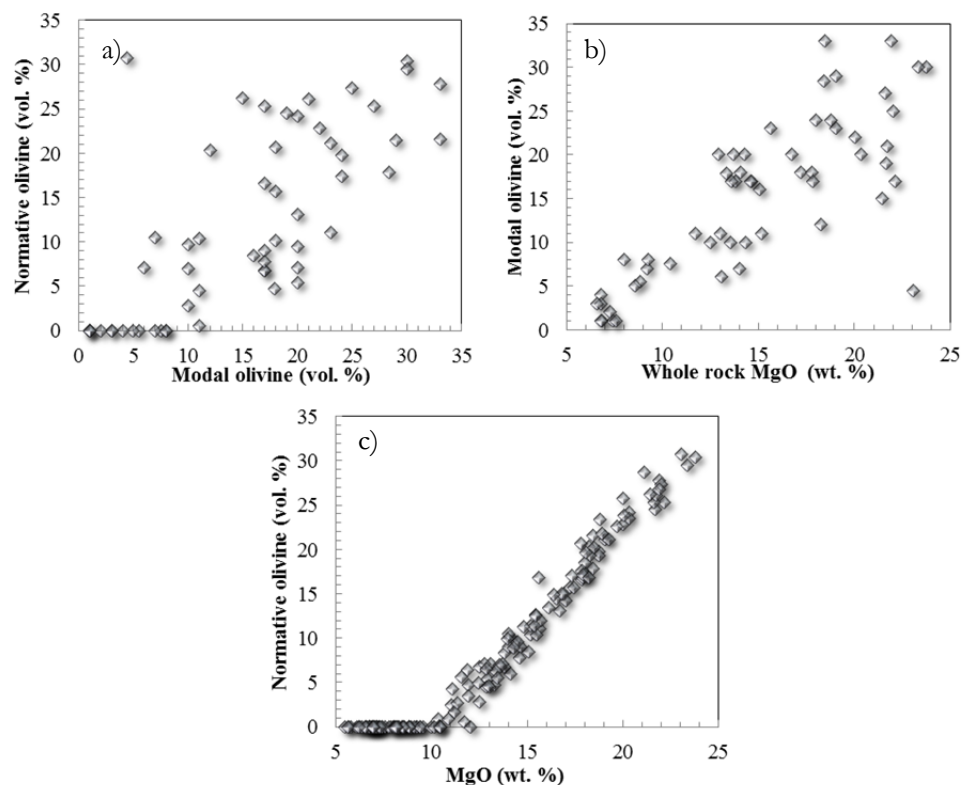 a)
35
30
25
20
15
10
5
0
Normative olivine (vol. %)
0 5 10 15 20 25 30 35
Modal olivine (vol. %)
b)
35
30
25
20
15
10
5
0
Modal olivine (vol. %)
5 10 15 20 25
Whole rock MgO (wt. %)
c)
35
30
25
20
15
10
5
0
Normative olivine (vol. %)
5 10 15 20 25
MgO (wt. %)